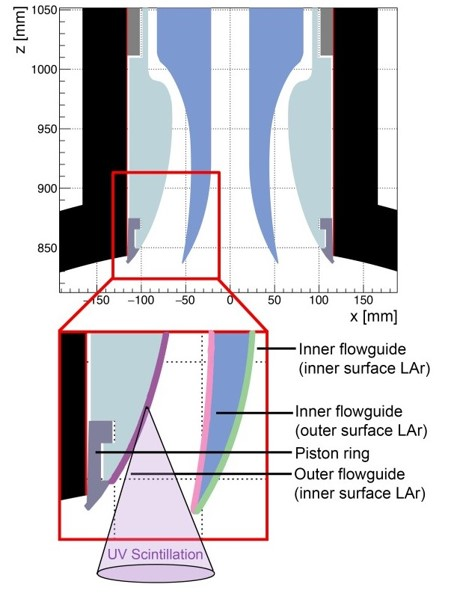 z [mm]
1050
1000
950
900
850
−150
−100
−50
0
50
100
150
x [mm]
Inner flowguide
(inner surface LAr)
Inner flowguide
(outer surface LAr)
Piston ring
Outer flowguide
(inner surface LAr)
UV Scintillation